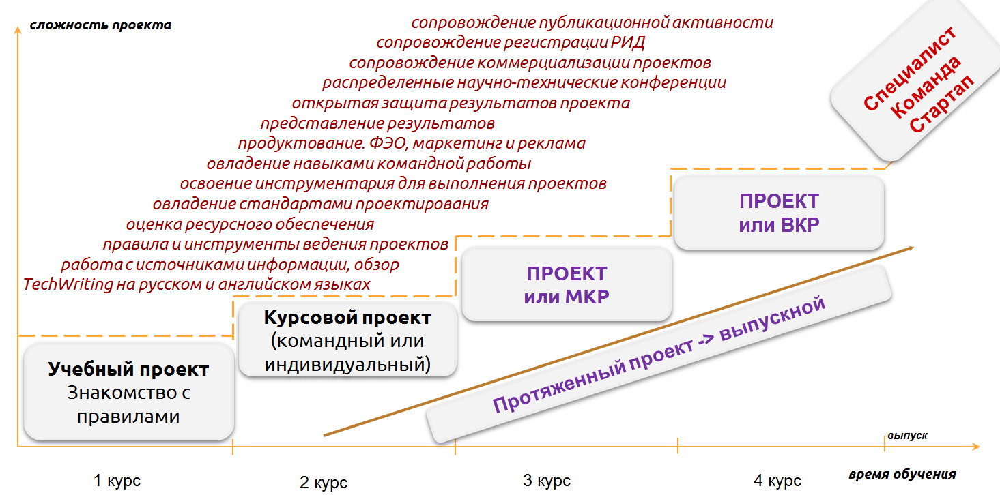 сложность проекта
сопровождение публикационной активности
сопровождение регистрации РИД
сопровождение коммерциализации проектов
распределенные научно-технические конференции
открытая защита результатов проекта
представление результатов
продуктование. ФЭО, маркетинг и реклама
овладение навыками командной работы
освоение инструментария для выполнения проектов
овладение стандартами проектирования
оценка ресурсного обеспечения
правила и инструменты ведения проектов
работа с источниками информации, обзор
TechWriting на русском и английском языках
Специалист
Команда
Стартап
ПРОЕКТ
или ВКР
ПРОЕКТ
или МКР
Курсовой проект
(командный или
индивидуальный)
Учебный проект
Знакомство с
правилами
Протяженный проект -> выпускной
выпуск
1 курс
2 курс
3 курс
4 курс
время обучения